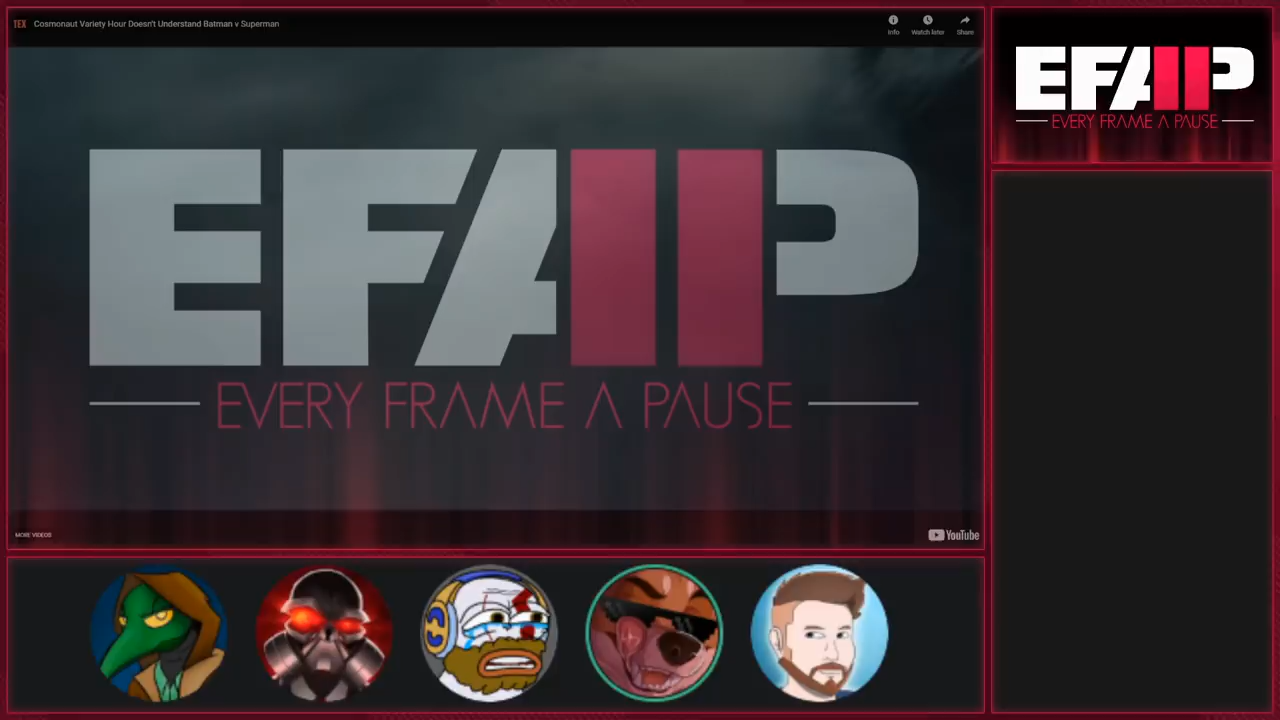 TEX Cosmonaut Variety Hour Doesn't Understand Batman v Superman
Info
Watch later
Share
EFAP
EVERY FRAME A PAUSE
MORE VIDEOS
YouTube
EFAP
EVERY FRAME A PAUSE